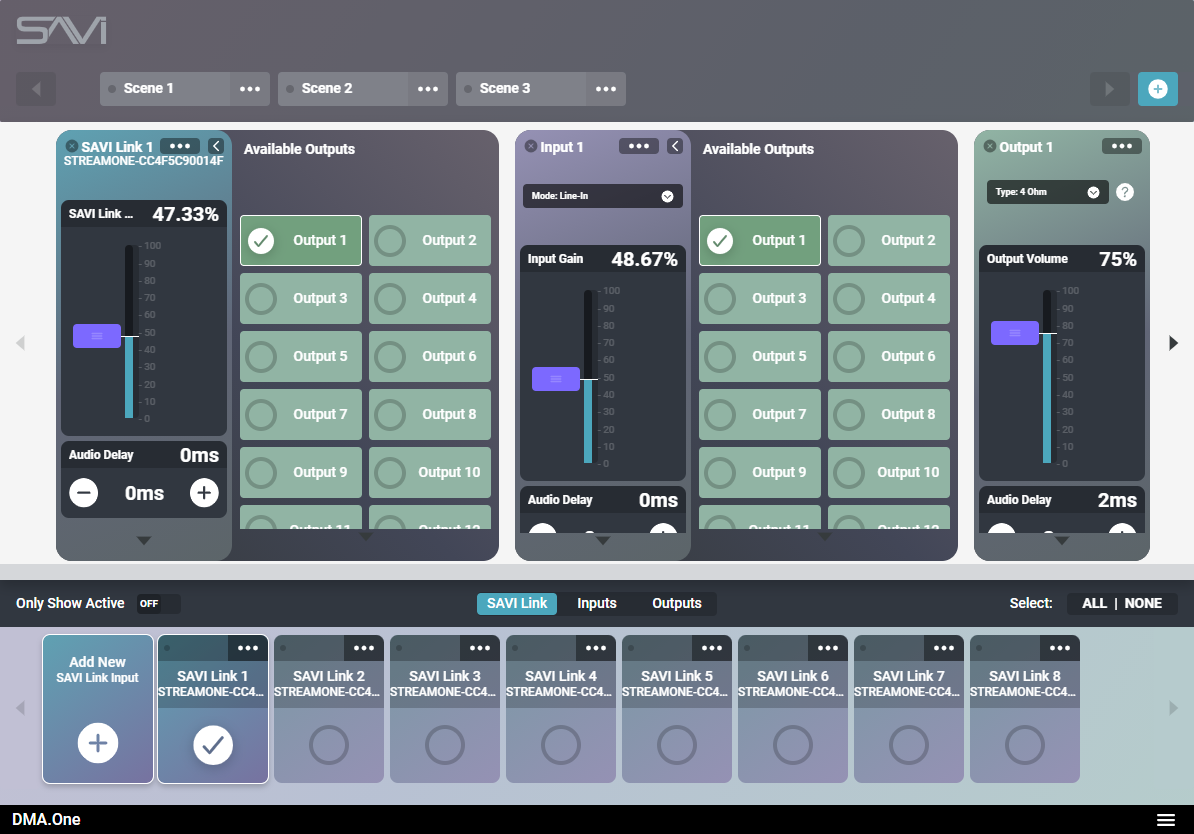 SAVI
Scene 1 •••
Scene 2 •••
Scene 3 •••
SAVI Link 1 •••
STREAMONE-CC4F5C90014F
SAVI Link ... 47.33%
100
90
80
70
60
50
40
30
20
10
0
Audio Delay 0ms
0ms
Available Outputs
Output 1 Output 2
Output 3 Output 4
Output 5 Output 6
Output 7 Output 8
Output 9 Output 10
Output 11 Output 12
Input 1 •••
Mode: Line-In
Input Gain 48.67%
100
90
80
70
60
50
40
30
20
10
0
Audio Delay 0ms
Available Outputs
Output 1 Output 2
Output 3 Output 4
Output 5 Output 6
Output 7 Output 8
Output 9 Output 10
Output 11 Output 12
Output 1 •••
Type: 4 Ohm ?
Output Volume 75%
100
90
80
70
60
50
40
30
20
10
0
Audio Delay 2ms
Only Show Active OFF
SAVI Link Inputs Outputs
Select: ALL | NONE
Add New
SAVI Link Input
SAVI Link 1
STREAMONE-CC4...
SAVI Link 2
STREAMONE-CC4...
SAVI Link 3
STREAMONE-CC4...
SAVI Link 4
STREAMONE-CC4...
SAVI Link 5
STREAMONE-CC4...
SAVI Link 6
STREAMONE-CC4...
SAVI Link 7
STREAMONE-CC4...
SAVI Link 8
STREAMONE-CC4...
DMA.One